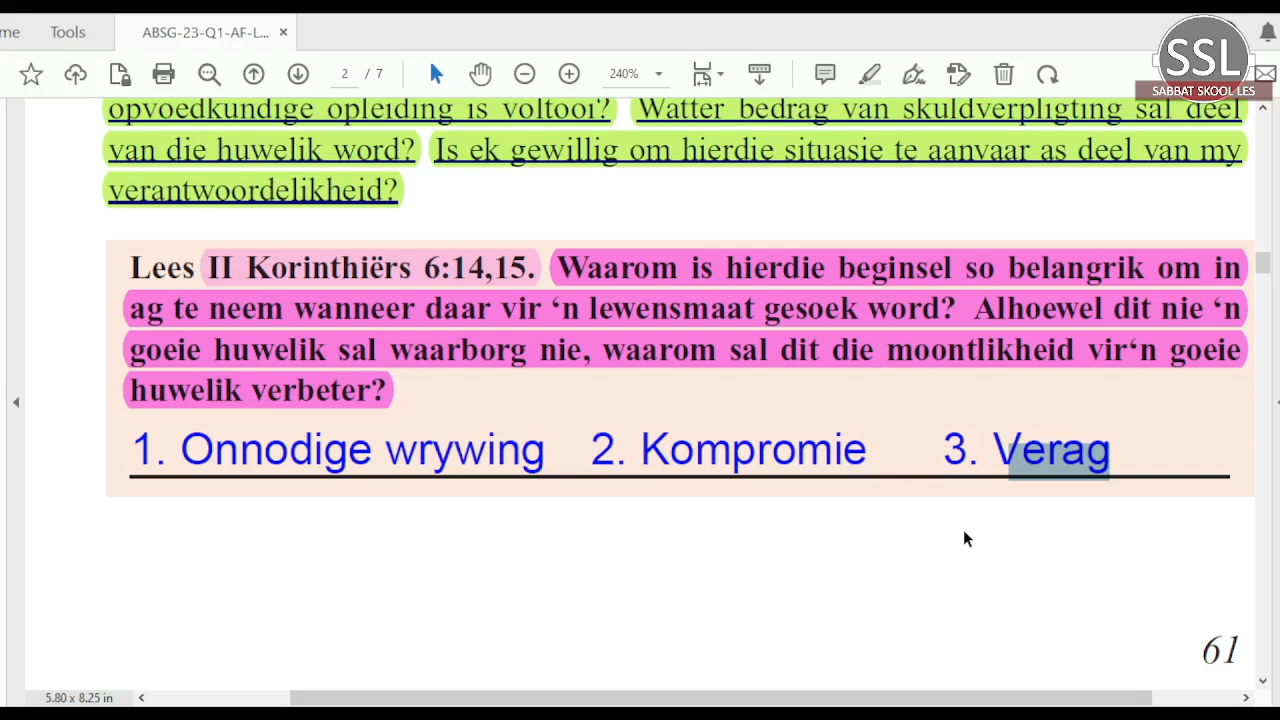 me
Tools
ABSG-23-Q1-AF-L... ×
SSL
SABBAT SKOOL LES
2 / 7
240%
opvoedkundige opleiding is voltooi? Watter bedrag van skuldverpligting sal deel
van die huwelik word? Is ek gewillig om hierdie situasie te aanvaar as deel van my
verantwoordelikheid?
Lees II Korinthiërs 6:14,15. Waarom is hierdie beginsel so belangrik om in
ag te neem wanneer daar vir ‘n lewensmaat gesoek word? Alhoewel dit nie ‘n
goeie huwelik sal waarborg nie, waarom sal dit die moontlikheid vir‘n goeie
huwelik verbeter?
1. Onnodige wrywing 2. Kompromie 3. Verag
61
5.80 x 8.25 in